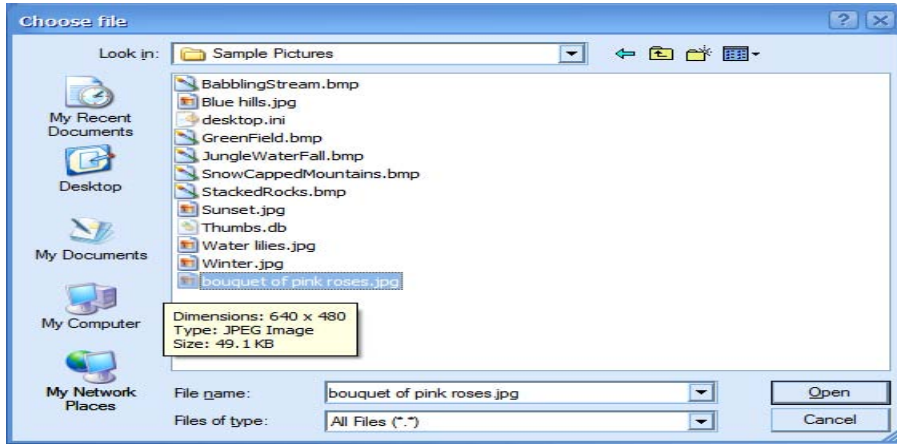 Choose file
Look in: Sample Pictures
My Recent
Documents
Desktop
My Documents
My Computer
My Network
Places
BabblingStream.bmp
Blue hills.jpg
desktop.ini
GreenField.bmp
JungleWaterFall.bmp
SnowCappedMountains.bmp
StackedRocks.bmp
Sunset.jpg
Thumbs.db
Water lilies.jpg
Winter.jpg
bouquet of pink roses.jpg
Dimensions: 640 x 480
Type: JPEG Image
Size: 49.1 KB
File name: bouquet of pink roses.jpg Open
Files of type: All Files (*.*) Cancel